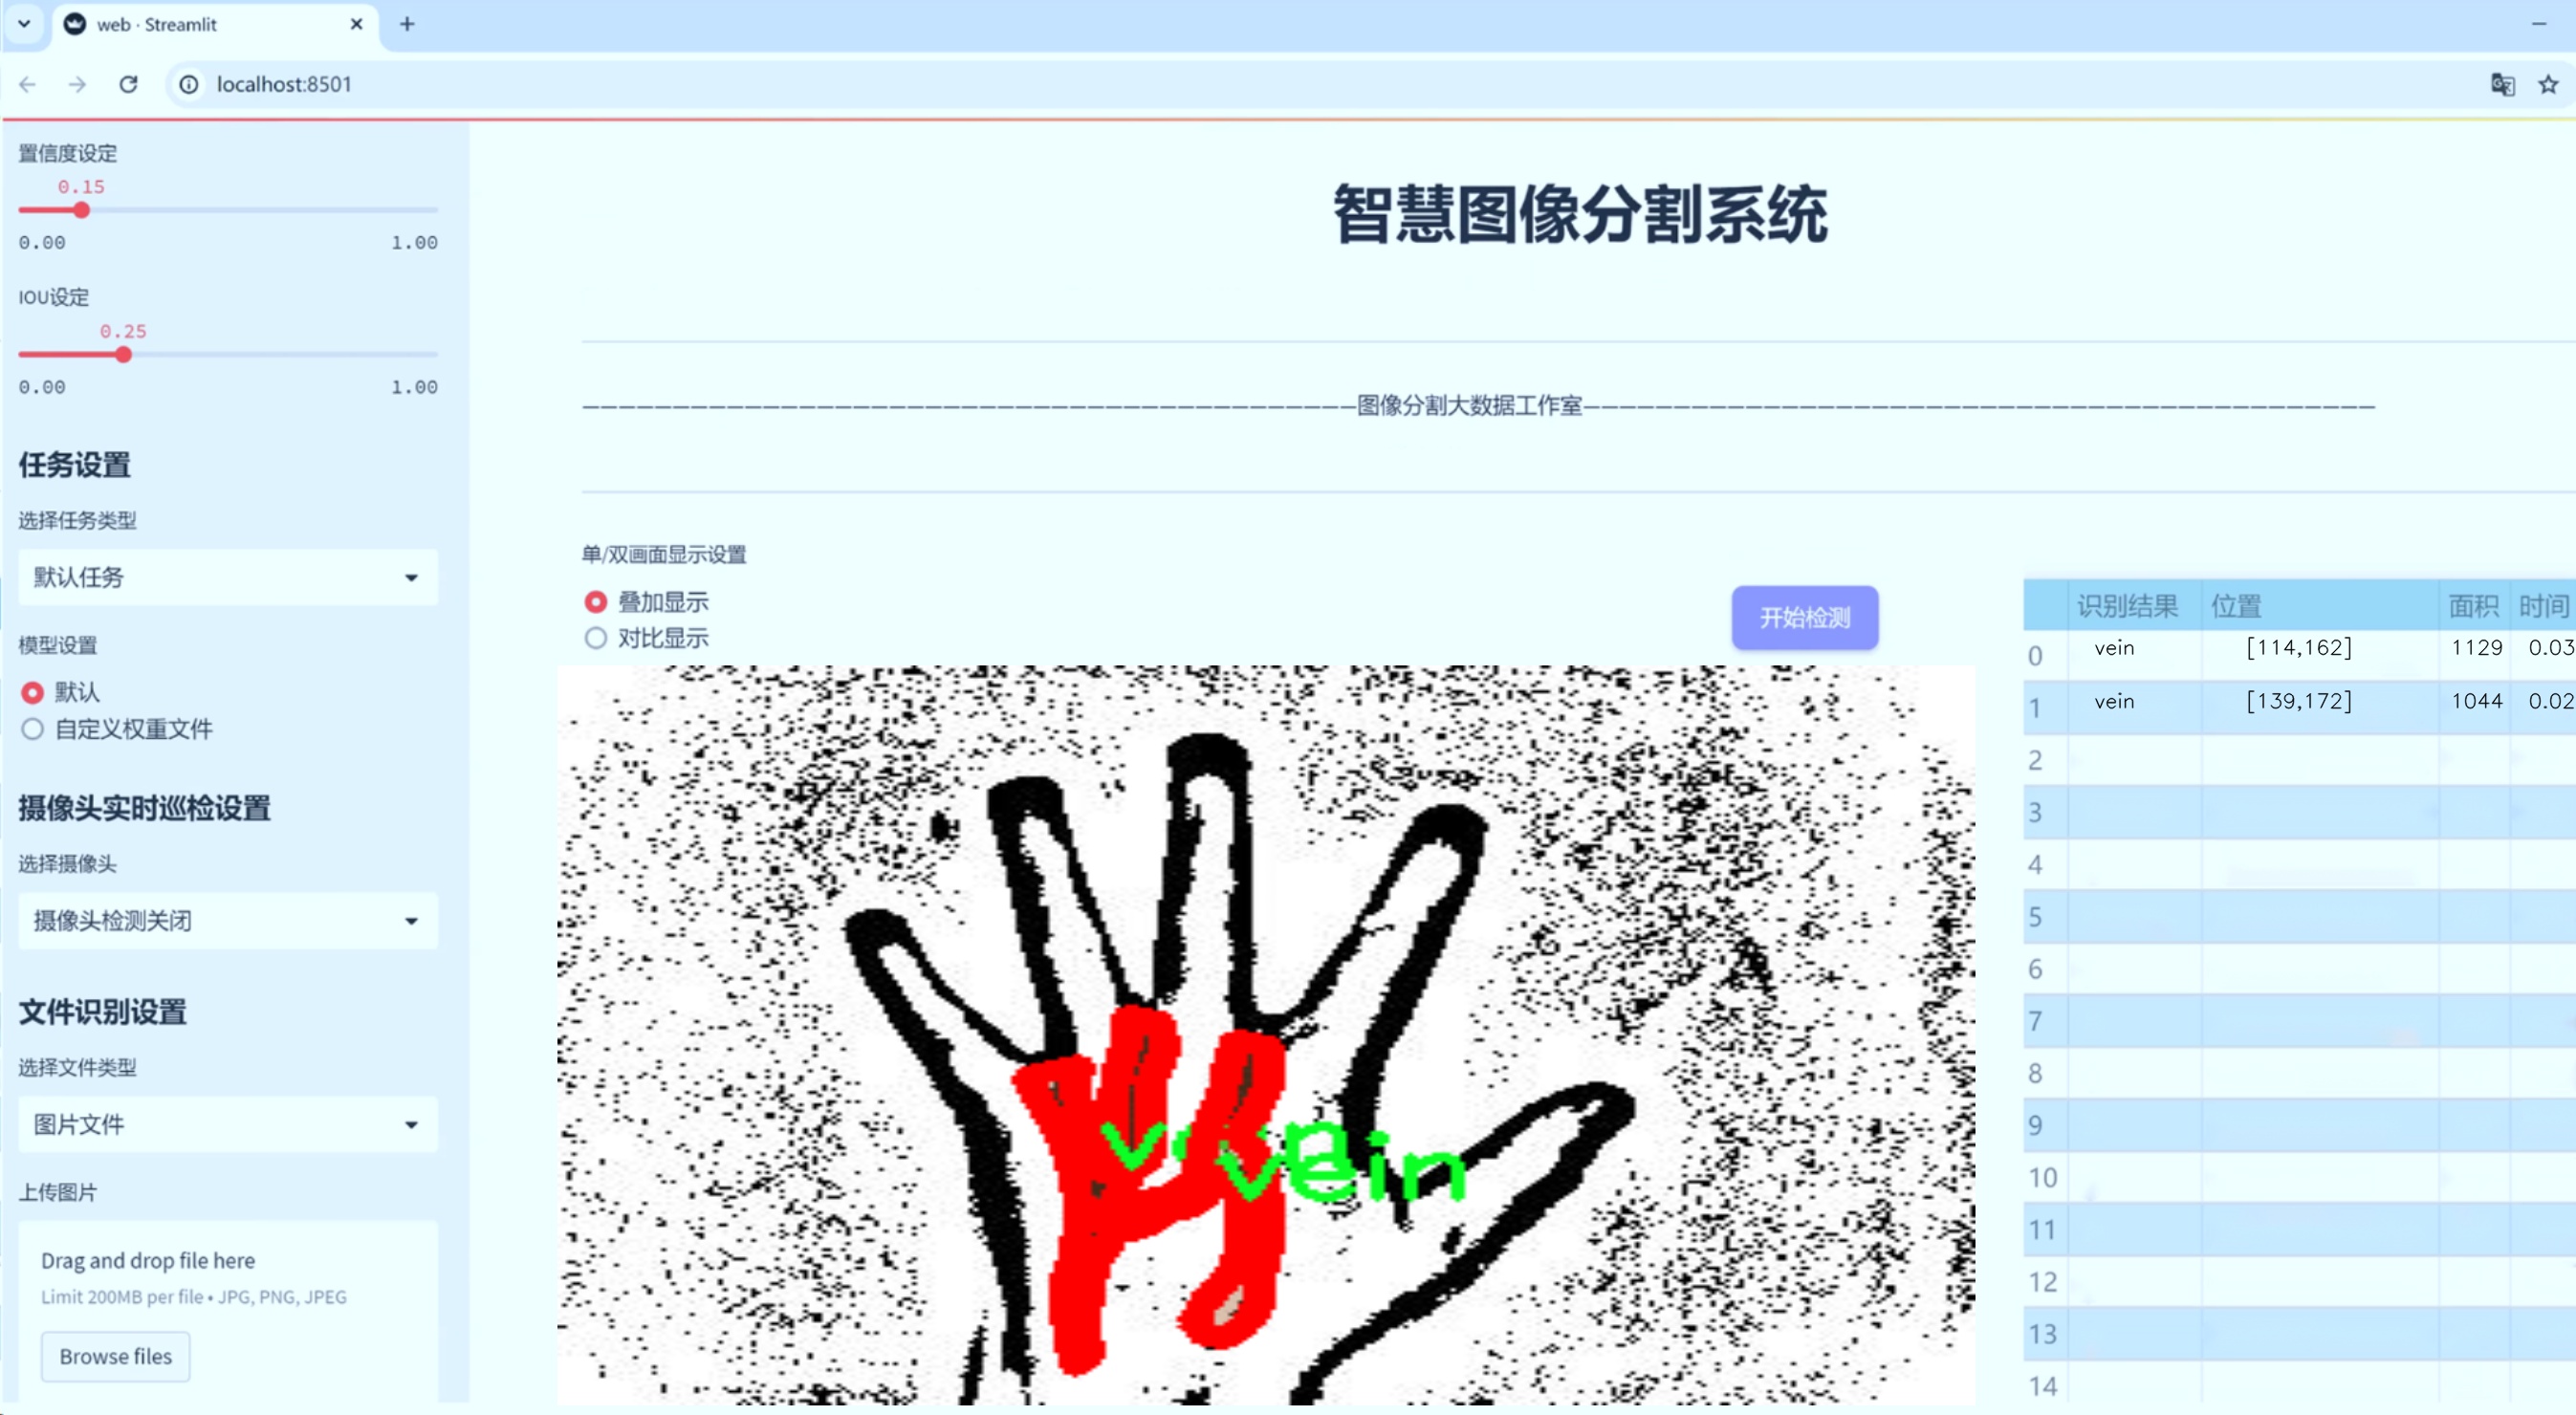 web · Streamlit
localhost:8501
置信度设定
0.15
0.00 1.00
IOU设定
0.25
0.00 1.00
任务设置
选择任务类型
默认任务
模型设置
默认
自定义权重文件
摄像头实时巡检设置
选择摄像头
摄像头检测关闭
文件识别设置
选择文件类型
图片文件
上传图片
Drag and drop file here
Limit 200MB per file • JPG, PNG, JPEG
Browse files
智慧图像分割系统
图像分割大数据工作室
单/双画面显示设置
叠加显示
对比显示
开始检测
vein
识别结果 位置 面积 时间
0 vein [114,162] 1129 0.03
1 vein [139,172] 1044 0.02
2
3
4
5
6
7
8
9
10
11
12
13
14